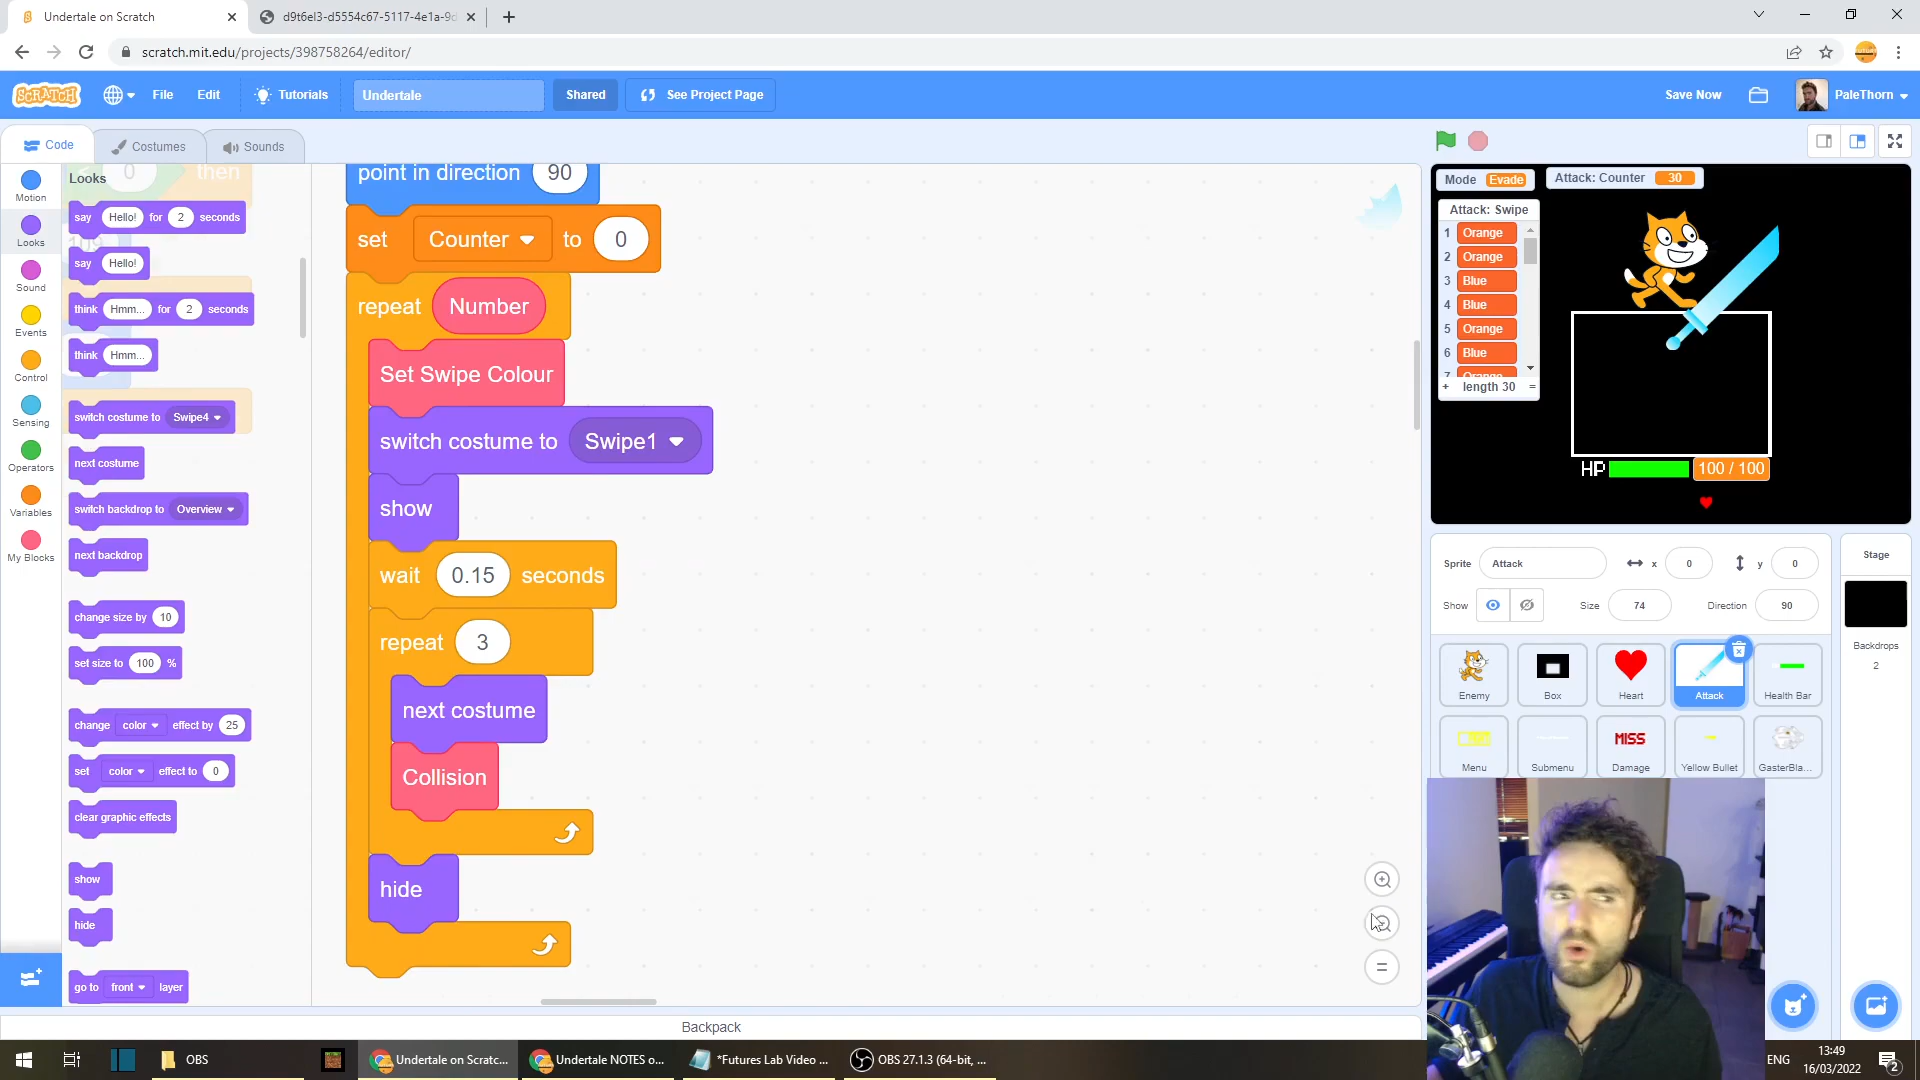 Undertale on Scratch
d9t6el3-d5554c67-5117-4e1a-9d
scratch.mit.edu/projects/398758264/editor/
SCRATCH
File
Edit
Tutorials
Undertale
Shared
See Project Page
Save Now
PaleThorn
Code
Costumes
Sounds
Motion
Looks
Sound
Events
Control
Sensing
Operators
Variables
My Blocks
Looks
0
then
say Hello! for 2 seconds
say Hello!
think Hmm... for 2 seconds
think Hmm...
switch costume to Swipe4
next costume
switch backdrop to Overview
next backdrop
change size by 10
set size to 100 %
change color effect by 25
set color effect to 0
clear graphic effects
show
hide
go to front layer
point in direction 90
set Counter to 0
repeat Number
Set Swipe Colour
switch costume to Swipe1
show
wait 0.15 seconds
repeat 3
next costume
Collision
hide
Backpack
Mode Evade
Attack: Counter 30
Attack: Swipe
1 Orange
2 Orange
3 Blue
4 Blue
5 Orange
6 Blue
7 Orange
+ length 30 =
HP 100 / 100
Sprite Attack x 0 y 0
Show Size 74 Direction 90
Enemy
Box
Heart
Attack
Health Bar
MISS
Menu
Submenu
Damage
Yellow Bullet
GasterBla...
Stage
Backdrops
2
OBS
Undertale on Scratc...
Undertale NOTES o...
*Futures Lab Video ...
OBS 27.1.3 (64-bit, ...
ENG
13:49
16/03/2022
2